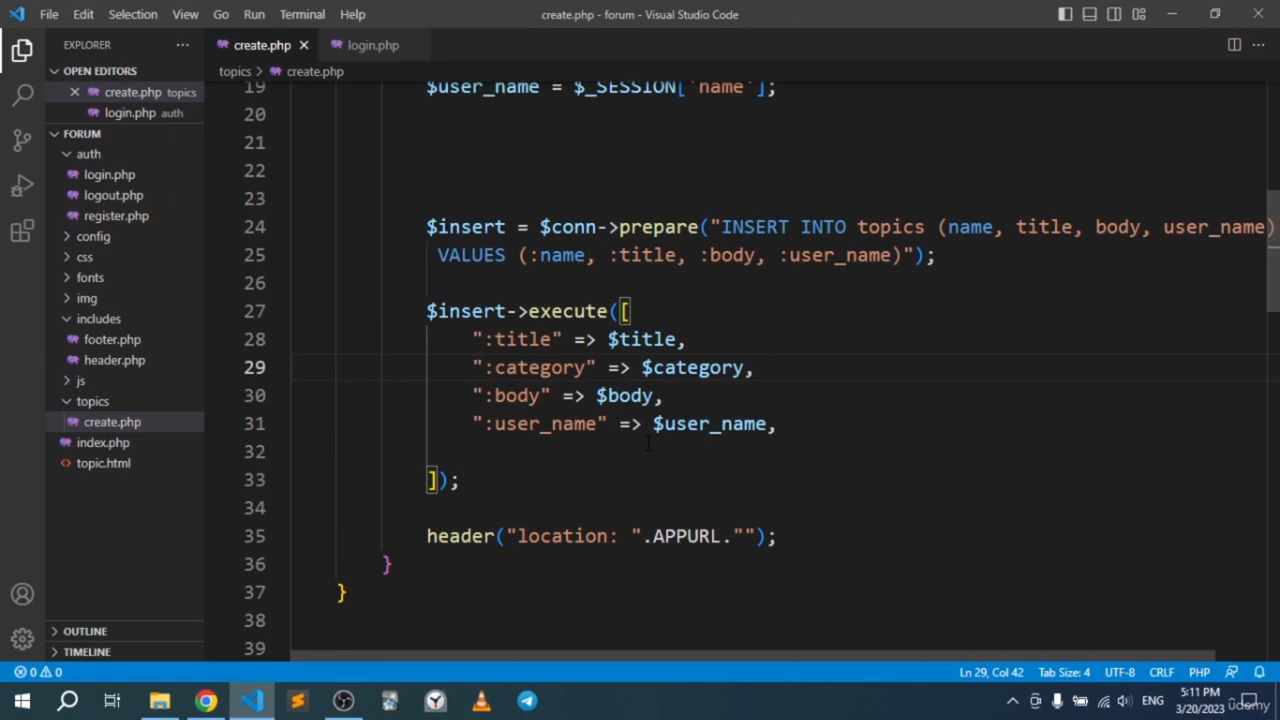 File Edit Selection View Go Run Terminal Help
create.php - forum - Visual Studio Code
EXPLORER
OPEN EDITORS
create.php topics
login.php auth
FORUM
auth
login.php
logout.php
register.php
config
css
fonts
img
includes
footer.php
header.php
js
topics
create.php
index.php
topic.html
OUTLINE
TIMELINE
create.php login.php
topics > create.php
19 $user_name = $_SESSION['name'];
20
21
22
23
24 $insert = $conn->prepare("INSERT INTO topics (name, title, body, user_name)
25 VALUES (:name, :title, :body, :user_name)");
26
27 $insert->execute([
28 ":title" => $title,
29 ":category" => $category,
30 ":body" => $body,
31 ":user_name" => $user_name,
32
33 ]);
34
35 header("location: ".APPURL."");
36 }
37 }
38
39
0 0 Ln 29, Col 42 Tab Size: 4 UTF-8 CRLF PHP
ENG 5:11 PM
3/20/2023
udemy